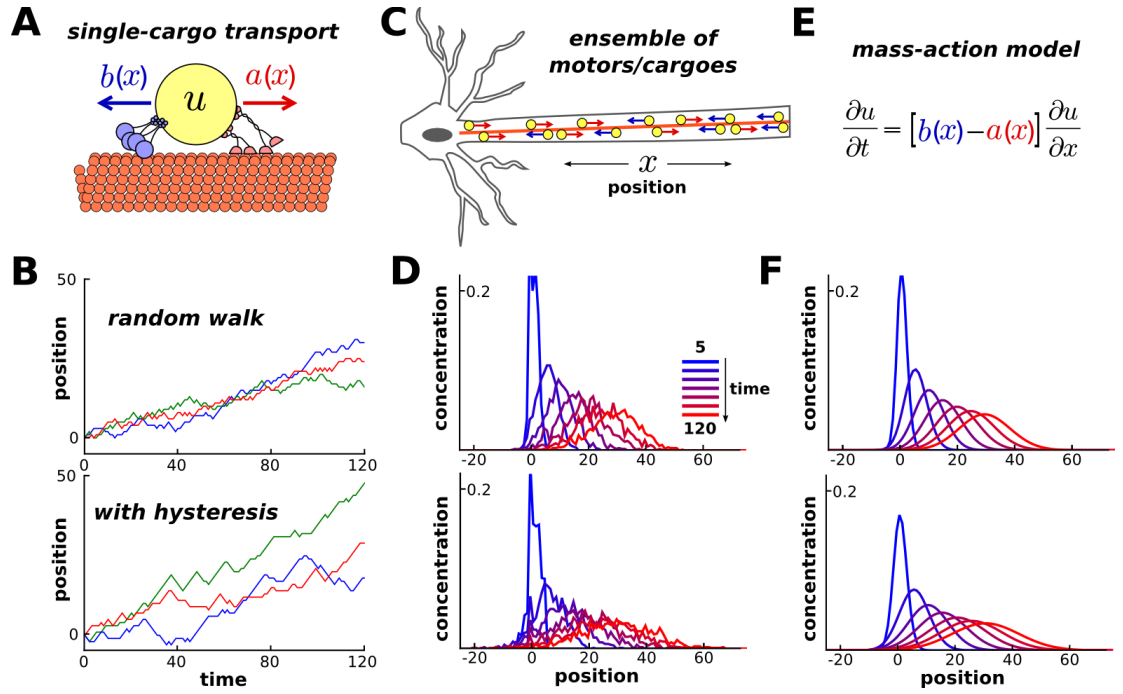 A
single-cargo transport
b(x)
u
a(x)
B
50
position
random walk
0
0
40
80
120
50
position
with hysteresis
0
0
40
80
120
time
C
ensemble of
motors/cargoes
x
position
D
concentration
0.2
5
time
120
-20
0
20
40
60
concentration
0.2
-20
0
20
40
60
position
E
mass-action model
∂u/∂t = [b(x)−a(x)] ∂u/∂x
F
concentration
0.2
-20
0
20
40
60
concentration
0.2
-20
0
20
40
60
position